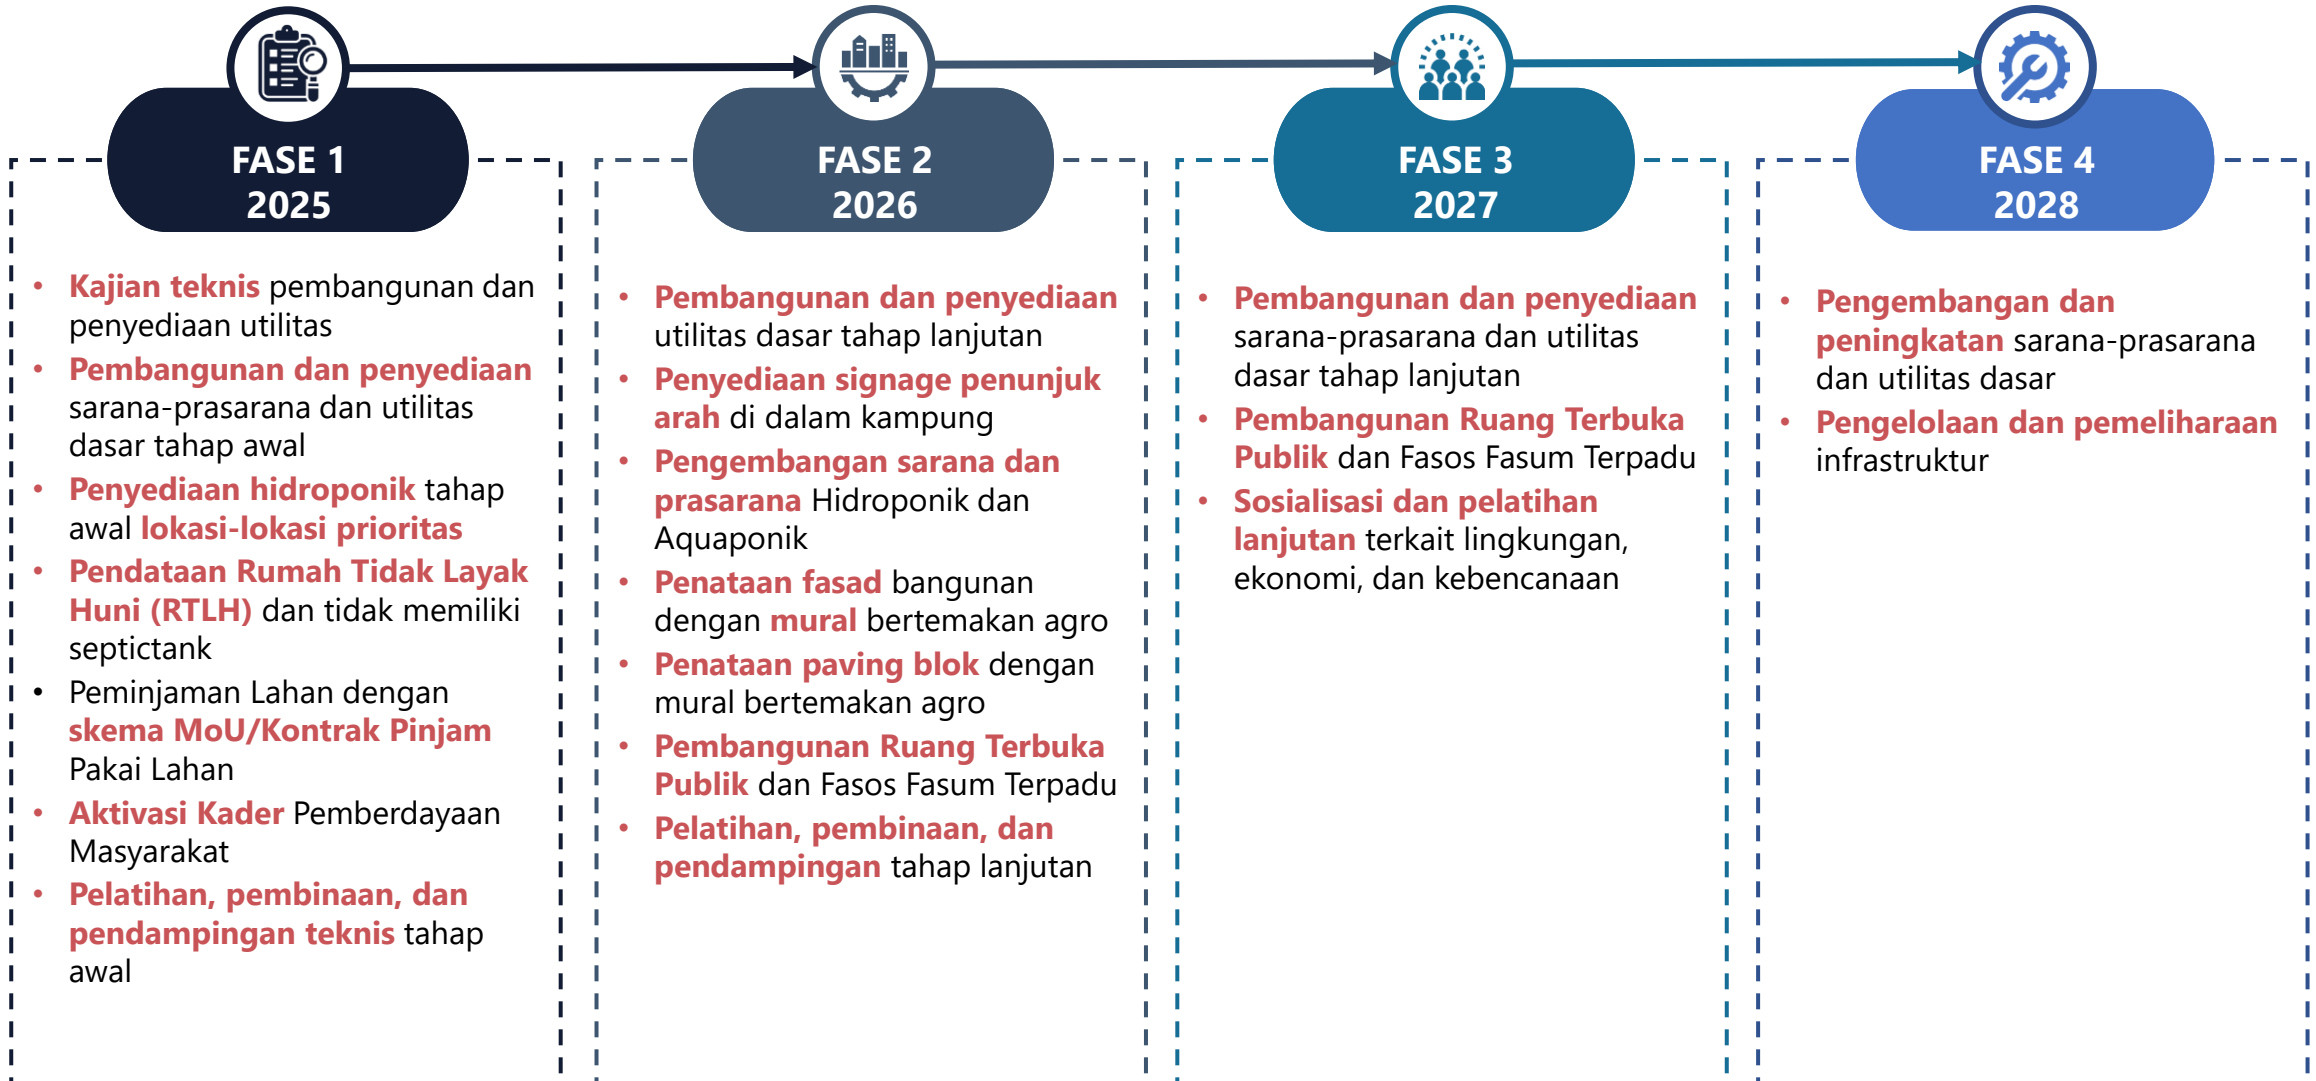 FASE 1
2025
• Kajian teknis pembangunan dan
penyediaan utilitas
• Pembangunan dan penyediaan
sarana-prasarana dan utilitas
dasar tahap awal
• Penyediaan hidroponik tahap
awal lokasi-lokasi prioritas
• Pendataan Rumah Tidak Layak
Huni (RTLH) dan tidak memiliki
septictank
• Peminjaman Lahan dengan
skema MoU/Kontrak Pinjam
Pakai Lahan
• Aktivasi Kader Pemberdayaan
Masyarakat
• Pelatihan, pembinaan, dan
pendampingan teknis tahap
awal
FASE 2
2026
• Pembangunan dan penyediaan
utilitas dasar tahap lanjutan
• Penyediaan signage penunjuk
arah di dalam kampung
• Pengembangan sarana dan
prasarana Hidroponik dan
Aquaponik
• Penataan fasad bangunan
dengan mural bertemakan agro
• Penataan paving blok dengan
mural bertemakan agro
• Pembangunan Ruang Terbuka
Publik dan Fasos Fasum Terpadu
• Pelatihan, pembinaan, dan
pendampingan tahap lanjutan
FASE 3
2027
• Pembangunan dan penyediaan
sarana-prasarana dan utilitas
dasar tahap lanjutan
• Pembangunan Ruang Terbuka
Publik dan Fasos Fasum Terpadu
• Sosialisasi dan pelatihan
lanjutan terkait lingkungan,
ekonomi, dan kebencanaan
FASE 4
2028
• Pengembangan dan
peningkatan sarana-prasarana
dan utilitas dasar
• Pengelolaan dan pemeliharaan
infrastruktur